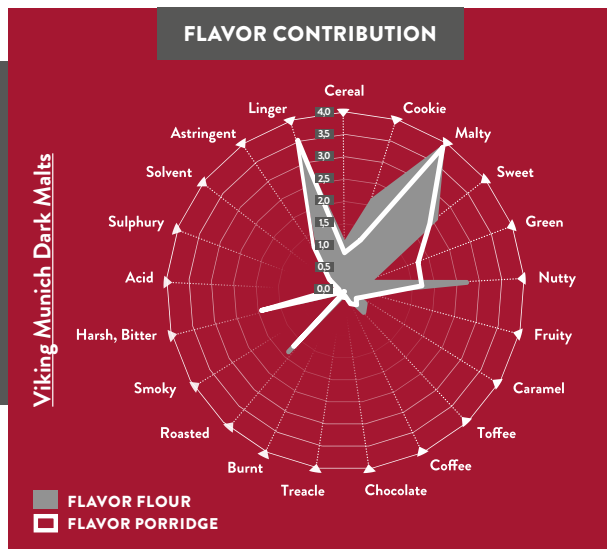 FLAVOR CONTRIBUTION
Viking Munich Dark Malts
Cereal
Cookie
Malty
Sweet
Green
Nutty
Fruity
Caramel
Toffee
Coffee
Chocolate
Treacle
Burnt
Roasted
Smoky
Harsh, Bitter
Acid
Sulphury
Solvent
Astringent
Linger
4,0
3,5
3,0
2,5
2,0
1,5
1,0
0,5
0,0
FLAVOR FLOUR
FLAVOR PORRIDGE